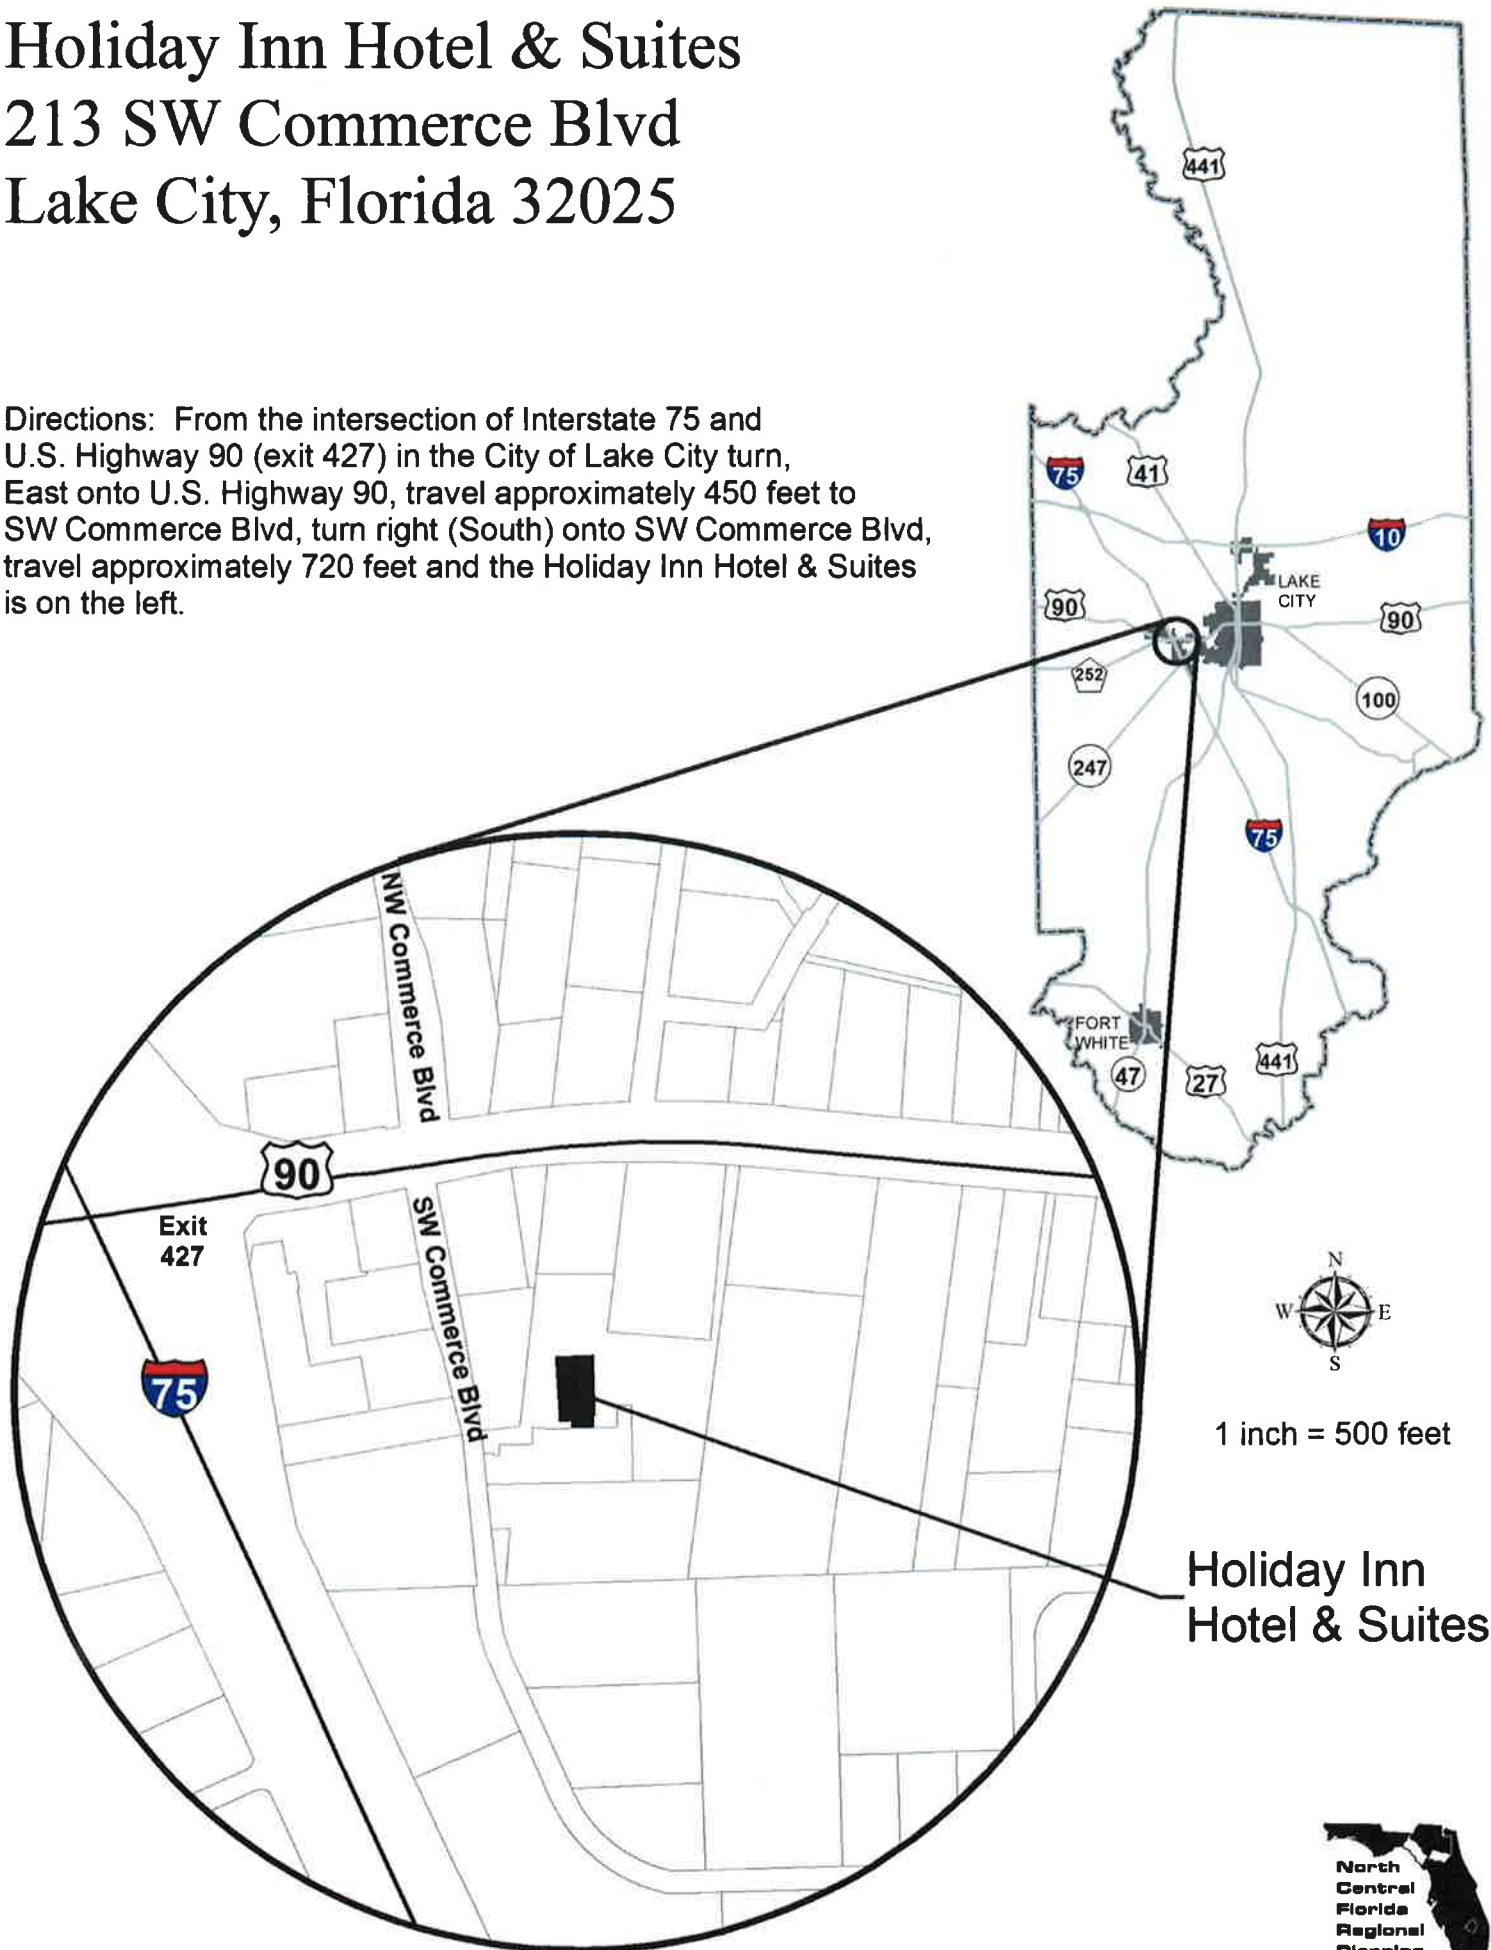 Holiday Inn Hotel & Suites
213 SW Commerce Blvd
Lake City, Florida 32025
Directions:  From the intersection of Interstate 75 and
U.S. Highway 90 (exit 427) in the City of Lake City turn,
East onto U.S. Highway 90, travel approximately 450 feet to
SW Commerce Blvd, turn right (South) onto SW Commerce Blvd,
travel approximately 720 feet and the Holiday Inn Hotel & Suites
is on the left.
441
75
41
10
LAKE
CITY
90
90
252
100
247
75
FORT
WHITE
47
27
441
NW Commerce Blvd
90
Exit
427
SW Commerce Blvd
75
N
W
E
S
1 inch = 500 feet
Holiday Inn
Hotel & Suites
North
Central
Florida
Regional
Planning